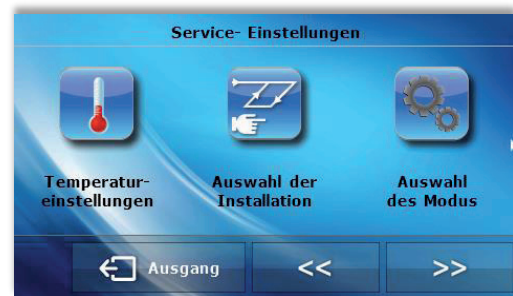 Service- Einstellungen
Temperatur-
einstellungen
Auswahl der
Installation
Auswahl
des Modus
Ausgang
<<
>>